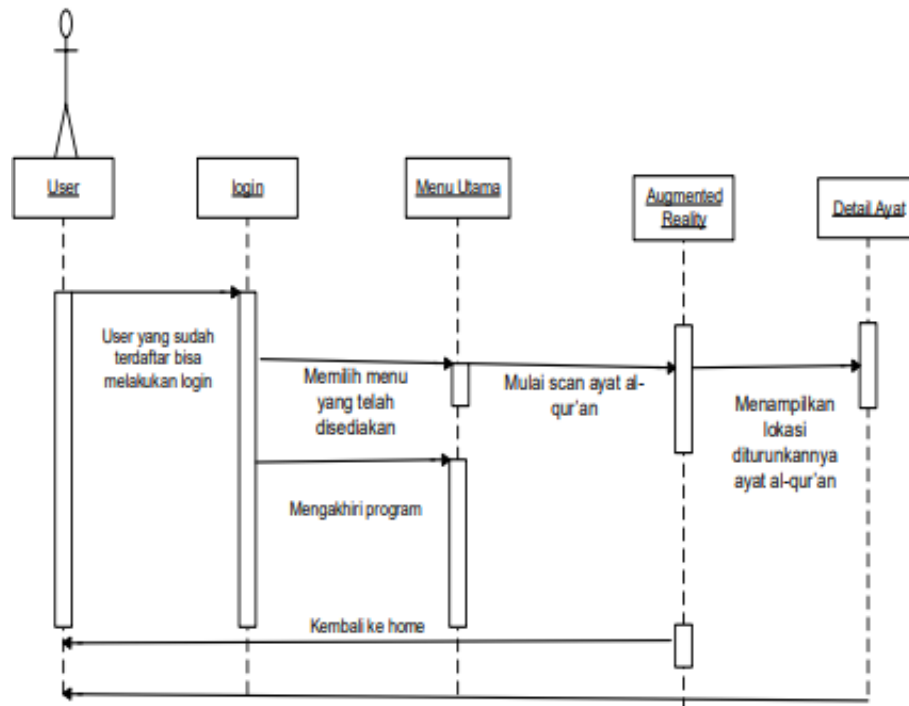 User
login
Menu Utama
Augmented
Reality
Detail Ayat
User yang sudah
terdaftar bisa
melakukan login
Memilih menu
yang telah
disediakan
Mulai scan ayat al-
qur'an
Menampilkan
lokasi
diturunkannya
ayat al-qur'an
Mengakhiri program
Kembali ke home